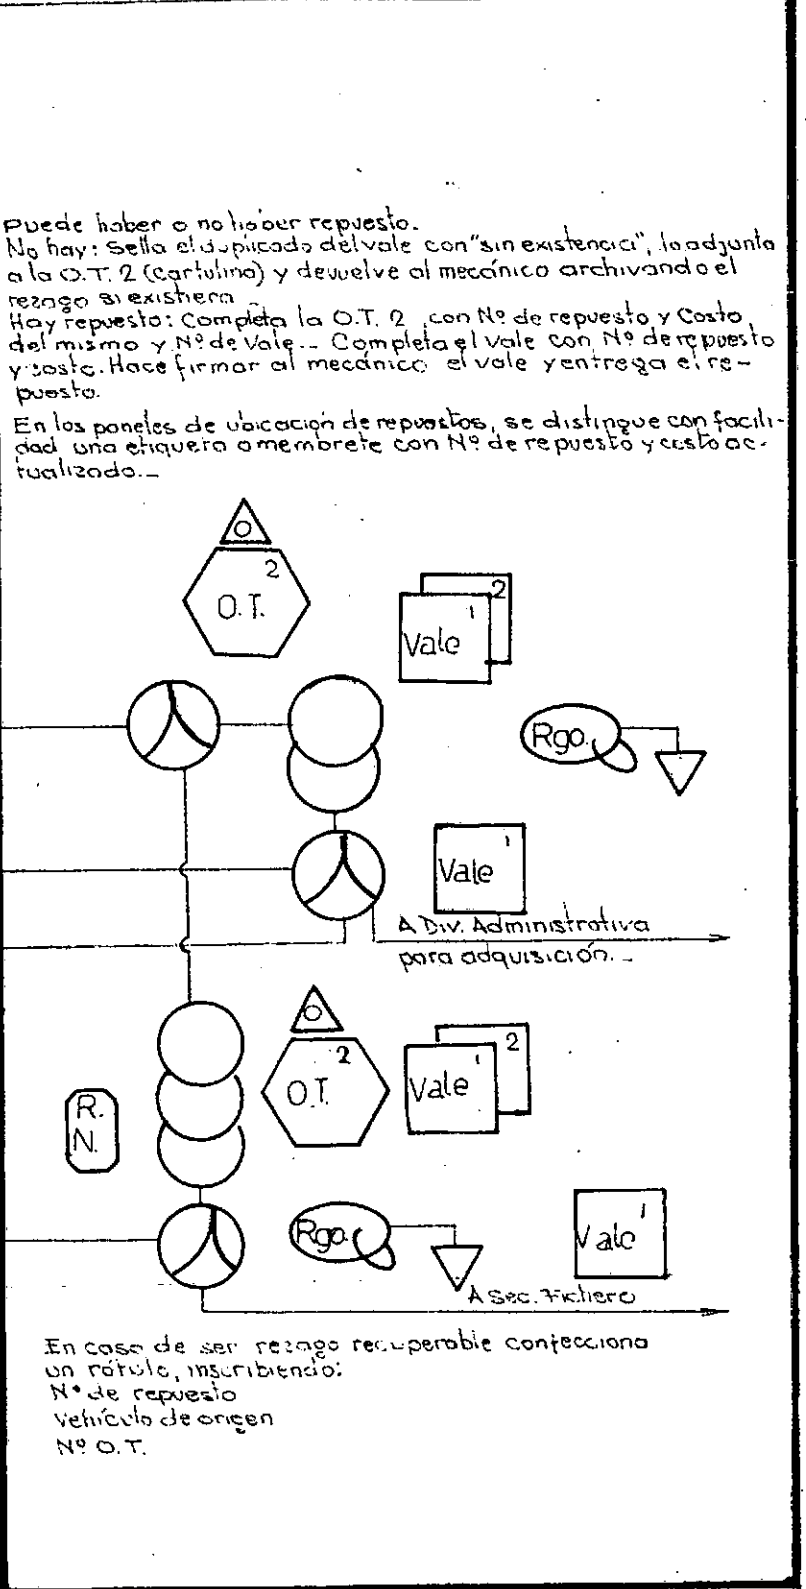 Puede haber o no haber repuesto.
No hay: Sella el duplicado del vale con "sin existencia", lo adjunta
a la O.T. 2 (cartulina) y devuelve al mecánico archivando el
rezago si existiera.-
Hay repuesto: Completa la O.T. 2 con Nº de repuesto y Costo
del mismo y Nº de Vale.- Completa el vale con Nº de repuesto
y costo. Hace firmar al mecánico el vale y entrega el re-
puesto.
En los paneles de ubicación de repuestos, se distingue con facili-
dad una etiqueta o membrete con Nº de repuesto y costo ac-
tualizado.-
O
2
O.T.
2
1
Vale
Rgo.
1
Vale
A Div. Administrativa
para adquisición.-
O
2
O.T.
2
1
Vale
R.
N.
Rgo.
1
Vale
A Sec. Fichero
En caso de ser rezago recuperable confecciona
un rótulo, inscribiendo:
Nº de repuesto
Vehículo de origen
Nº O.T.